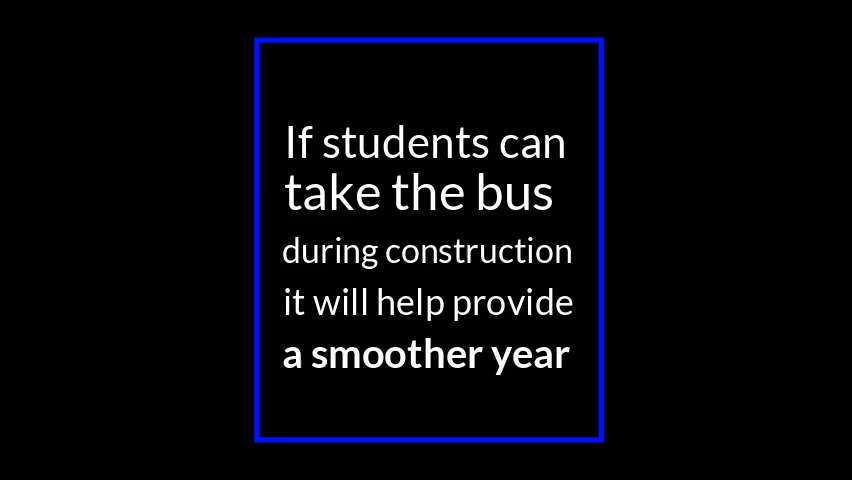 If students can
take the bus
during construction
it will help provide
a smoother year